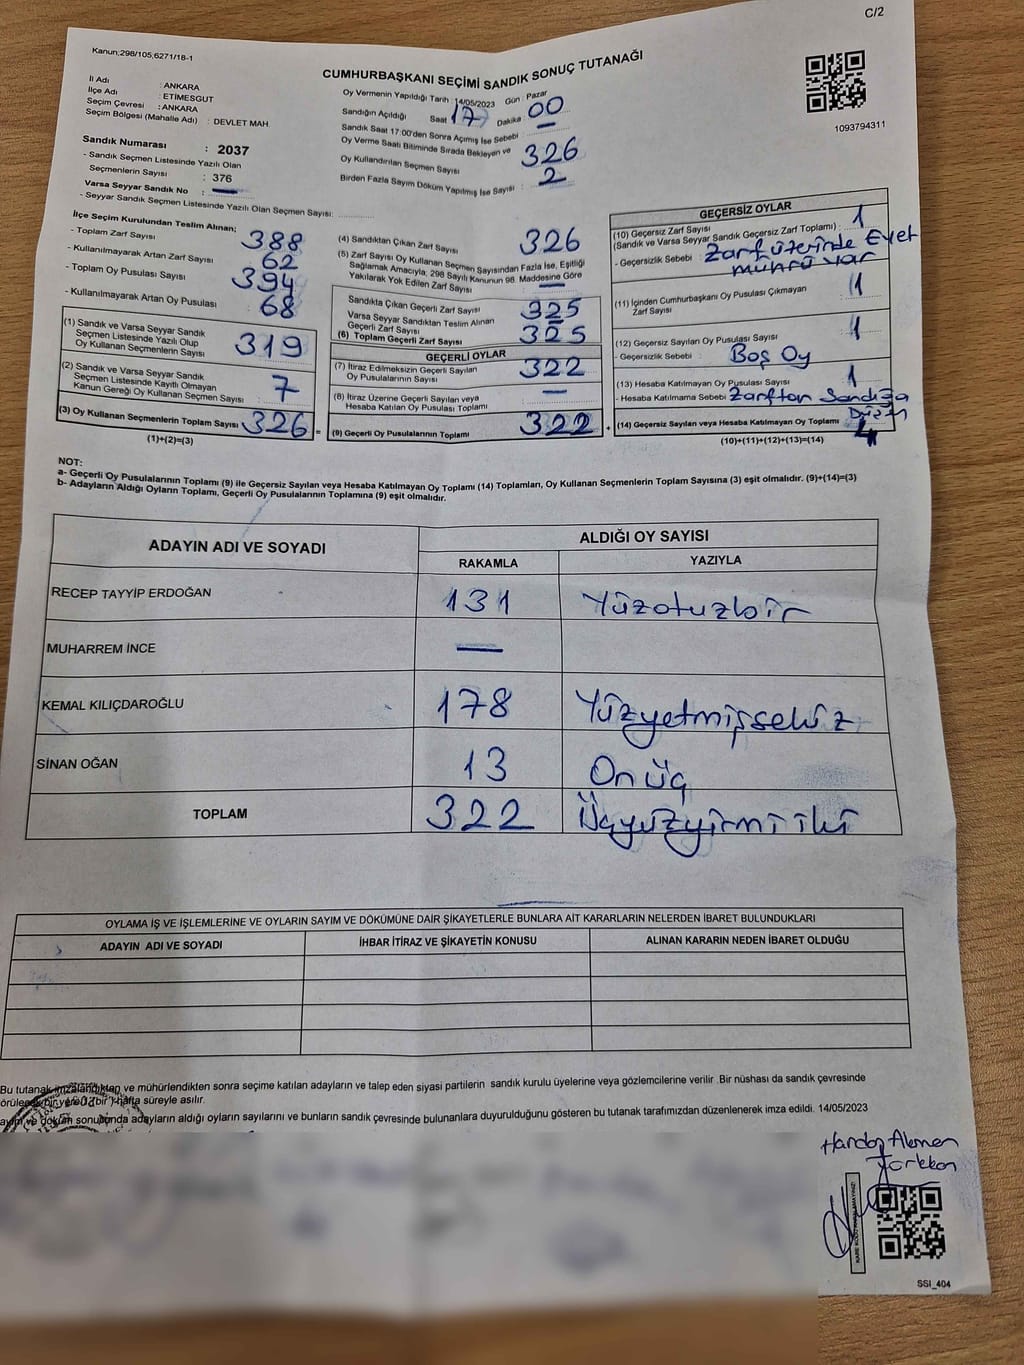 C/2
Kanun;298/105;6271/18-1
CUMHURBAŞKANI SEÇİMİ SANDIK SONUÇ TUTANAĞI
1093794311
İl Adı : ANKARA
İlçe Adı : ETİMESGUT
Seçim Çevresi : ANKARA
Seçim Bölgesi (Mahalle Adı) : DEVLET MAH.
Sandık Numarası : 2037
- Sandık Seçmen Listesinde Yazılı Olan
Seçmenlerin Sayısı : 376
Varsa Seyyar Sandık No : —
- Seyyar Sandık Seçmen Listesinde Yazılı Olan Seçmen Sayısı:
Oy Vermenin Yapıldığı Tarih : 14/05/2023 Gün : Pazar
Sandığın Açıldığı Saat 17 Dakika 00
Sandık Saat 17:00'den Sonra Açımış İse Sebebi : —
Oy Verme Saati Bitiminde Sırada Bekleyen ve
Oy Kullandırılan Seçmen Sayısı 326
Birden Fazla Sayım Döküm Yapılmış İse Sayısı : 2
İlçe Seçim Kurulundan Teslim Alınan;
- Toplam Zarf Sayısı 388
- Kullanılmayarak Artan Zarf Sayısı 62
- Toplam Oy Pusulası Sayısı 394
- Kullanılmayarak Artan Oy Pusulası 68
(1) Sandık ve Varsa Seyyar Sandık
Seçmen Listesinde Yazılı Olup
Oy Kullanan Seçmenlerin Sayısı 319
(2) Sandık ve Varsa Seyyar Sandık
Seçmen Listesinde Kayıtlı Olmayan
Kanun Gereği Oy Kullanan Seçmen Sayısı : 7
(3) Oy Kullanan Seçmenlerin Toplam Sayısı 326 =
(1)+(2)=(3)
(4) Sandıktan Çıkan Zarf Sayısı 326
(5) Zarf Sayısı Oy Kullanan Seçmen Sayısından Fazla İse, Eşitliği
Sağlamak Amacıyla, 298 Sayılı Kanunun 98. Maddesine Göre
Yakılarak Yok Edilen Zarf Sayısı : —
Sandıkta Çıkan Geçerli Zarf Sayısı 325
Varsa Seyyar Sandıktan Teslim Alınan
Geçerli Zarf Sayısı
(6) Toplam Geçerli Zarf Sayısı 325
GEÇERLİ OYLAR
(7) İtiraz Edilmeksizin Geçerli Sayılan
Oy Pusulalarının Sayısı 322
(8) İtiraz Üzerine Geçerli Sayılan veya
Hesaba Katılan Oy Pusulası Toplamı —
(9) Geçerli Oy Pusulalarının Toplamı 322 +
GEÇERSİZ OYLAR
(10) Geçersiz Zarf Sayısı 1
(Sandık ve Varsa Seyyar Sandık Geçersiz Zarf Toplamı) :
- Geçersizlik Sebebi : Zarf üzerinde Evet
mührü var
(11) İçinden Cumhurbaşkanı Oy Pusulası Çıkmayan
Zarf Sayısı 1
(12) Geçersiz Sayılan Oy Pusulası Sayısı : 1
- Geçersizlik Sebebi : Boş Oy
(13) Hesaba Katılmayan Oy Pusulası Sayısı 1
- Hesaba Katılmama Sebebi Zarftan Sandığa
(14) Geçersiz Sayılan veya Hesaba Katılmayan Oy Toplamı 4
(10)+(11)+(12)+(13)=(14)
NOT:
a- Geçerli Oy Pusulalarının Toplamı (9) ile Geçersiz Sayılan veya Hesaba Katılmayan Oy Toplamı (14) Toplamları, Oy Kullanan Seçmenlerin Toplam Sayısına (3) eşit olmalıdır. (9)+(14)=(3)
b- Adayların Aldığı Oyların Toplamı, Geçerli Oy Pusulalarının Toplamına (9) eşit olmalıdır.
ADAYIN ADI VE SOYADI ALDIĞI OY SAYISI
RAKAMLA YAZIYLA
RECEP TAYYİP ERDOĞAN 131 Yüzotuzbir
MUHARREM İNCE —
KEMAL KILIÇDAROĞLU 178 Yüzyetmişsekiz
SİNAN OĞAN 13 On üç
TOPLAM 322 Üçyüzyirmi iki
OYLAMA İŞ VE İŞLEMLERİNE VE OYLARIN SAYIM VE DÖKÜMÜNE DAİR ŞİKAYETLERLE BUNLARA AİT KARARLARIN NELERDEN İBARET BULUNDUKLARI
ADAYIN ADI VE SOYADI İHBAR İTİRAZ VE ŞİKAYETİN KONUSU ALINAN KARARIN NEDEN İBARET OLDUĞU
Bu tutanak imzalandıktan ve mühürlendikten sonra seçime katılan adayların ve talep eden siyasi partilerin sandık kurulu üyelerine veya gözlemcilerine verilir .Bir nüshası da sandık çevresinde
bir yere (bir) hafta süreyle asılır.
döküm sonucunda adayların aldığı oyların sayılarını ve bunların sandık çevresinde bulunanlara duyurulduğunu gösteren bu tutanak tarafımızdan düzenlenerek imza edildi. 14/05/2023
SSI_404